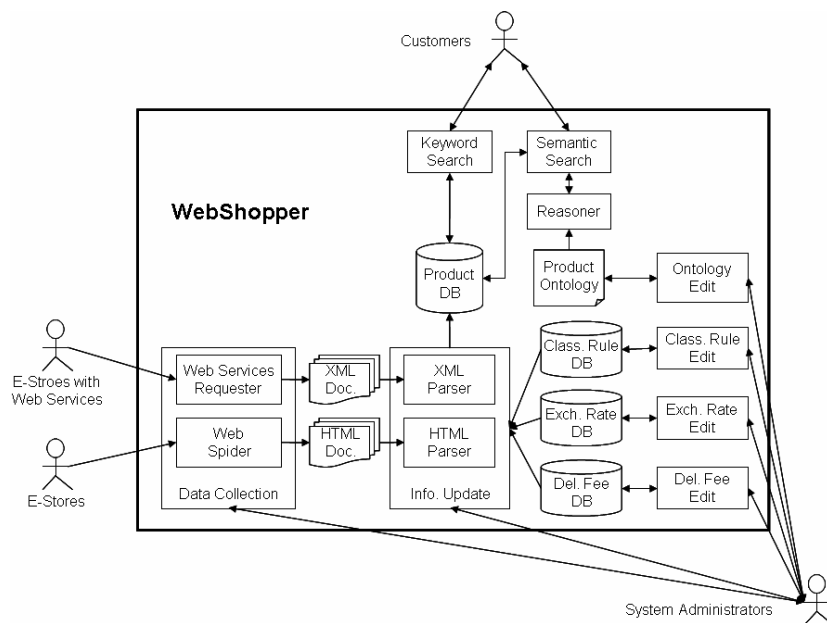 Customers
Keyword
Search
Semantic
Search
WebShopper
Reasoner
Product
DB
Product
Ontology
Ontology
Edit
E-Stroes with
Web Services
Web Services
Requester
XML
Doc.
XML
Parser
Class. Rule
DB
Class. Rule
Edit
E-Stores
Web
Spider
HTML
Doc.
HTML
Parser
Exch. Rate
DB
Exch. Rate
Edit
Data Collection
Info. Update
Del. Fee
DB
Del. Fee
Edit
System Administrators